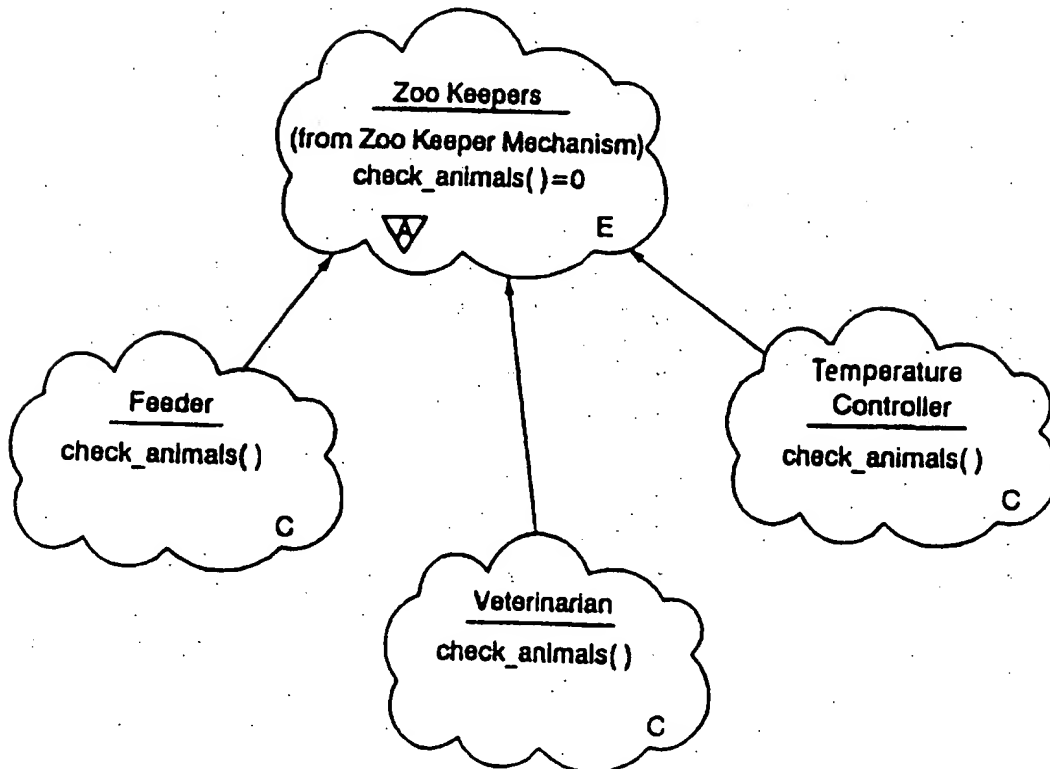 Zoo Keepers
(from Zoo Keeper Mechanism)
check_animals()=0
A
E
Feeder
check_animals()
C
Temperature
Controller
check_animals()
C
Veterinarian
check_animals()
C